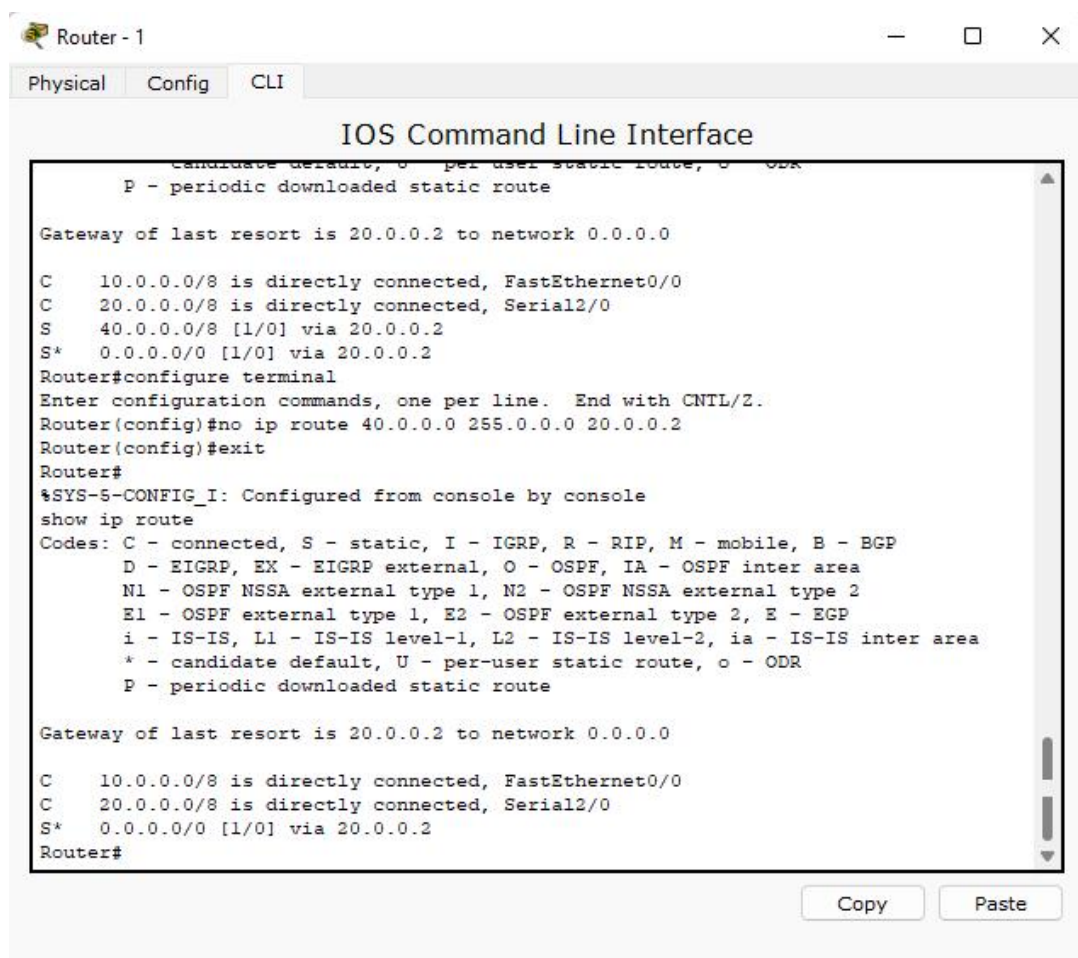 Router - 1
Physical Config CLI
IOS Command Line Interface
candidate default, U - per-user static route, o - ODR
P - periodic downloaded static route
Gateway of last resort is 20.0.0.2 to network 0.0.0.0
C 10.0.0.0/8 is directly connected, FastEthernet0/0
C 20.0.0.0/8 is directly connected, Serial2/0
S 40.0.0.0/8 [1/0] via 20.0.0.2
S* 0.0.0.0/0 [1/0] via 20.0.0.2
Router#configure terminal
Enter configuration commands, one per line. End with CNTL/Z.
Router(config)#no ip route 40.0.0.0 255.0.0.0 20.0.0.2
Router(config)#exit
Router#
%SYS-5-CONFIG_I: Configured from console by console
show ip route
Codes: C - connected, S - static, I - IGRP, R - RIP, M - mobile, B - BGP
D - EIGRP, EX - EIGRP external, O - OSPF, IA - OSPF inter area
N1 - OSPF NSSA external type 1, N2 - OSPF NSSA external type 2
E1 - OSPF external type 1, E2 - OSPF external type 2, E - EGP
i - IS-IS, L1 - IS-IS level-1, L2 - IS-IS level-2, ia - IS-IS inter area
* - candidate default, U - per-user static route, o - ODR
P - periodic downloaded static route
Gateway of last resort is 20.0.0.2 to network 0.0.0.0
C 10.0.0.0/8 is directly connected, FastEthernet0/0
C 20.0.0.0/8 is directly connected, Serial2/0
S* 0.0.0.0/0 [1/0] via 20.0.0.2
Router#
Copy Paste